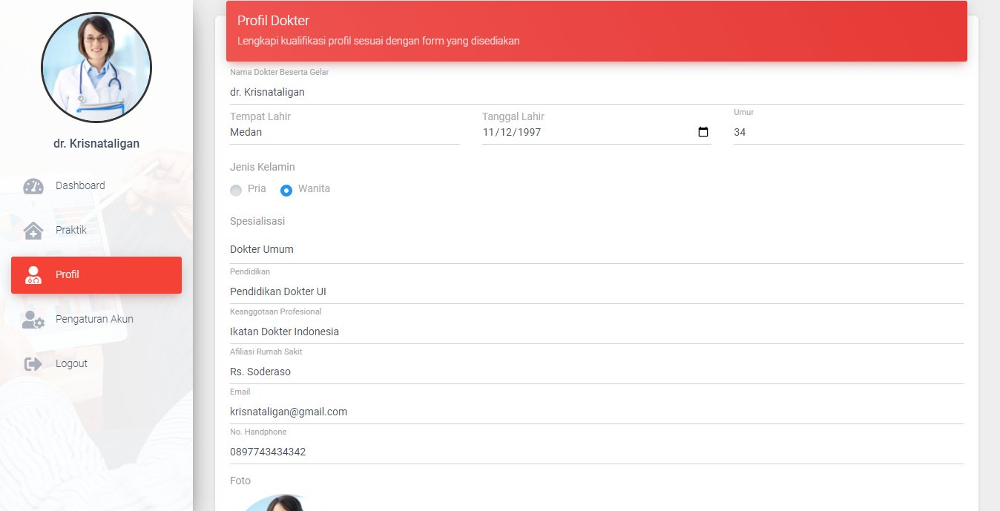 dr. Krisnataligan
Dashboard
Praktik
Profil
Pengaturan Akun
Logout
Profil Dokter
Lengkapi kualifikasi profil sesuai dengan form yang disediakan
Nama Dokter Beserta Gelar
dr. Krisnataligan
Tempat Lahir
Medan
Tanggal Lahir
11/12/1997
Umur
34
Jenis Kelamin
Pria Wanita
Spesialisasi
Dokter Umum
Pendidikan
Pendidikan Dokter UI
Keanggotaan Profesional
Ikatan Dokter Indonesia
Afiliasi Rumah Sakit
Rs. Soderaso
Email
krisnataligan@gmail.com
No. Handphone
0897743434342
Foto